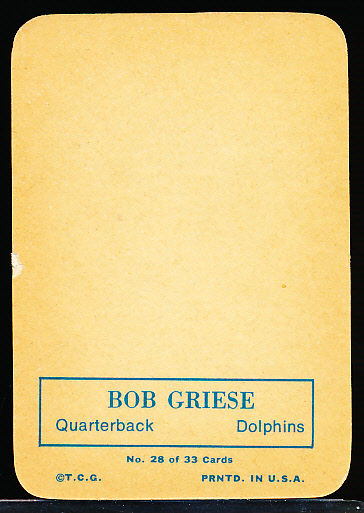 BOB GRIESE
Quarterback Dolphins
No. 28 of 33 Cards
©T.C.G. PRNTD. IN U.S.A.